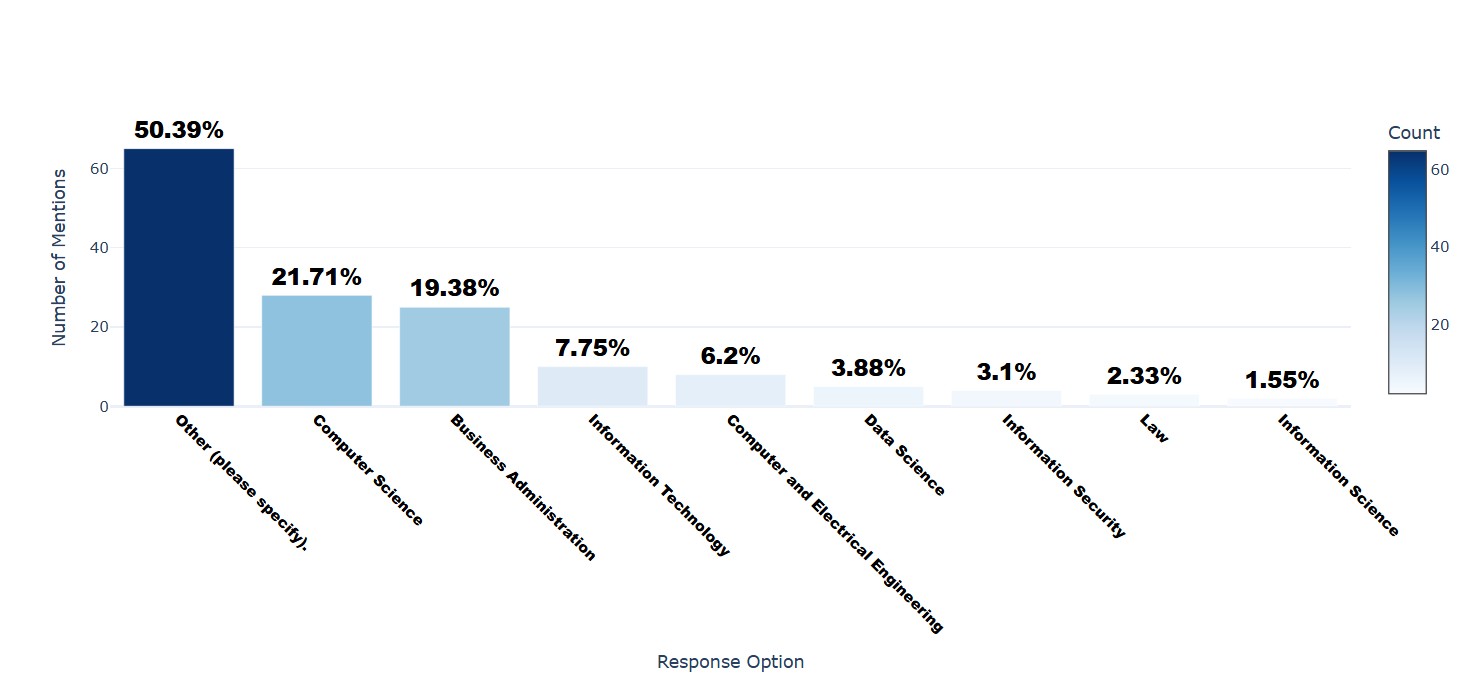 50.39%
21.71%
19.38%
7.75%
6.2%
3.88%
3.1%
2.33%
1.55%
Number of Mentions
60
40
20
0
Other (please specify).
Computer Science
Business Administration
Information Technology
Computer and Electrical Engineering
Data Science
Information Security
Law
Information Science
Response Option
Count
60
40
20